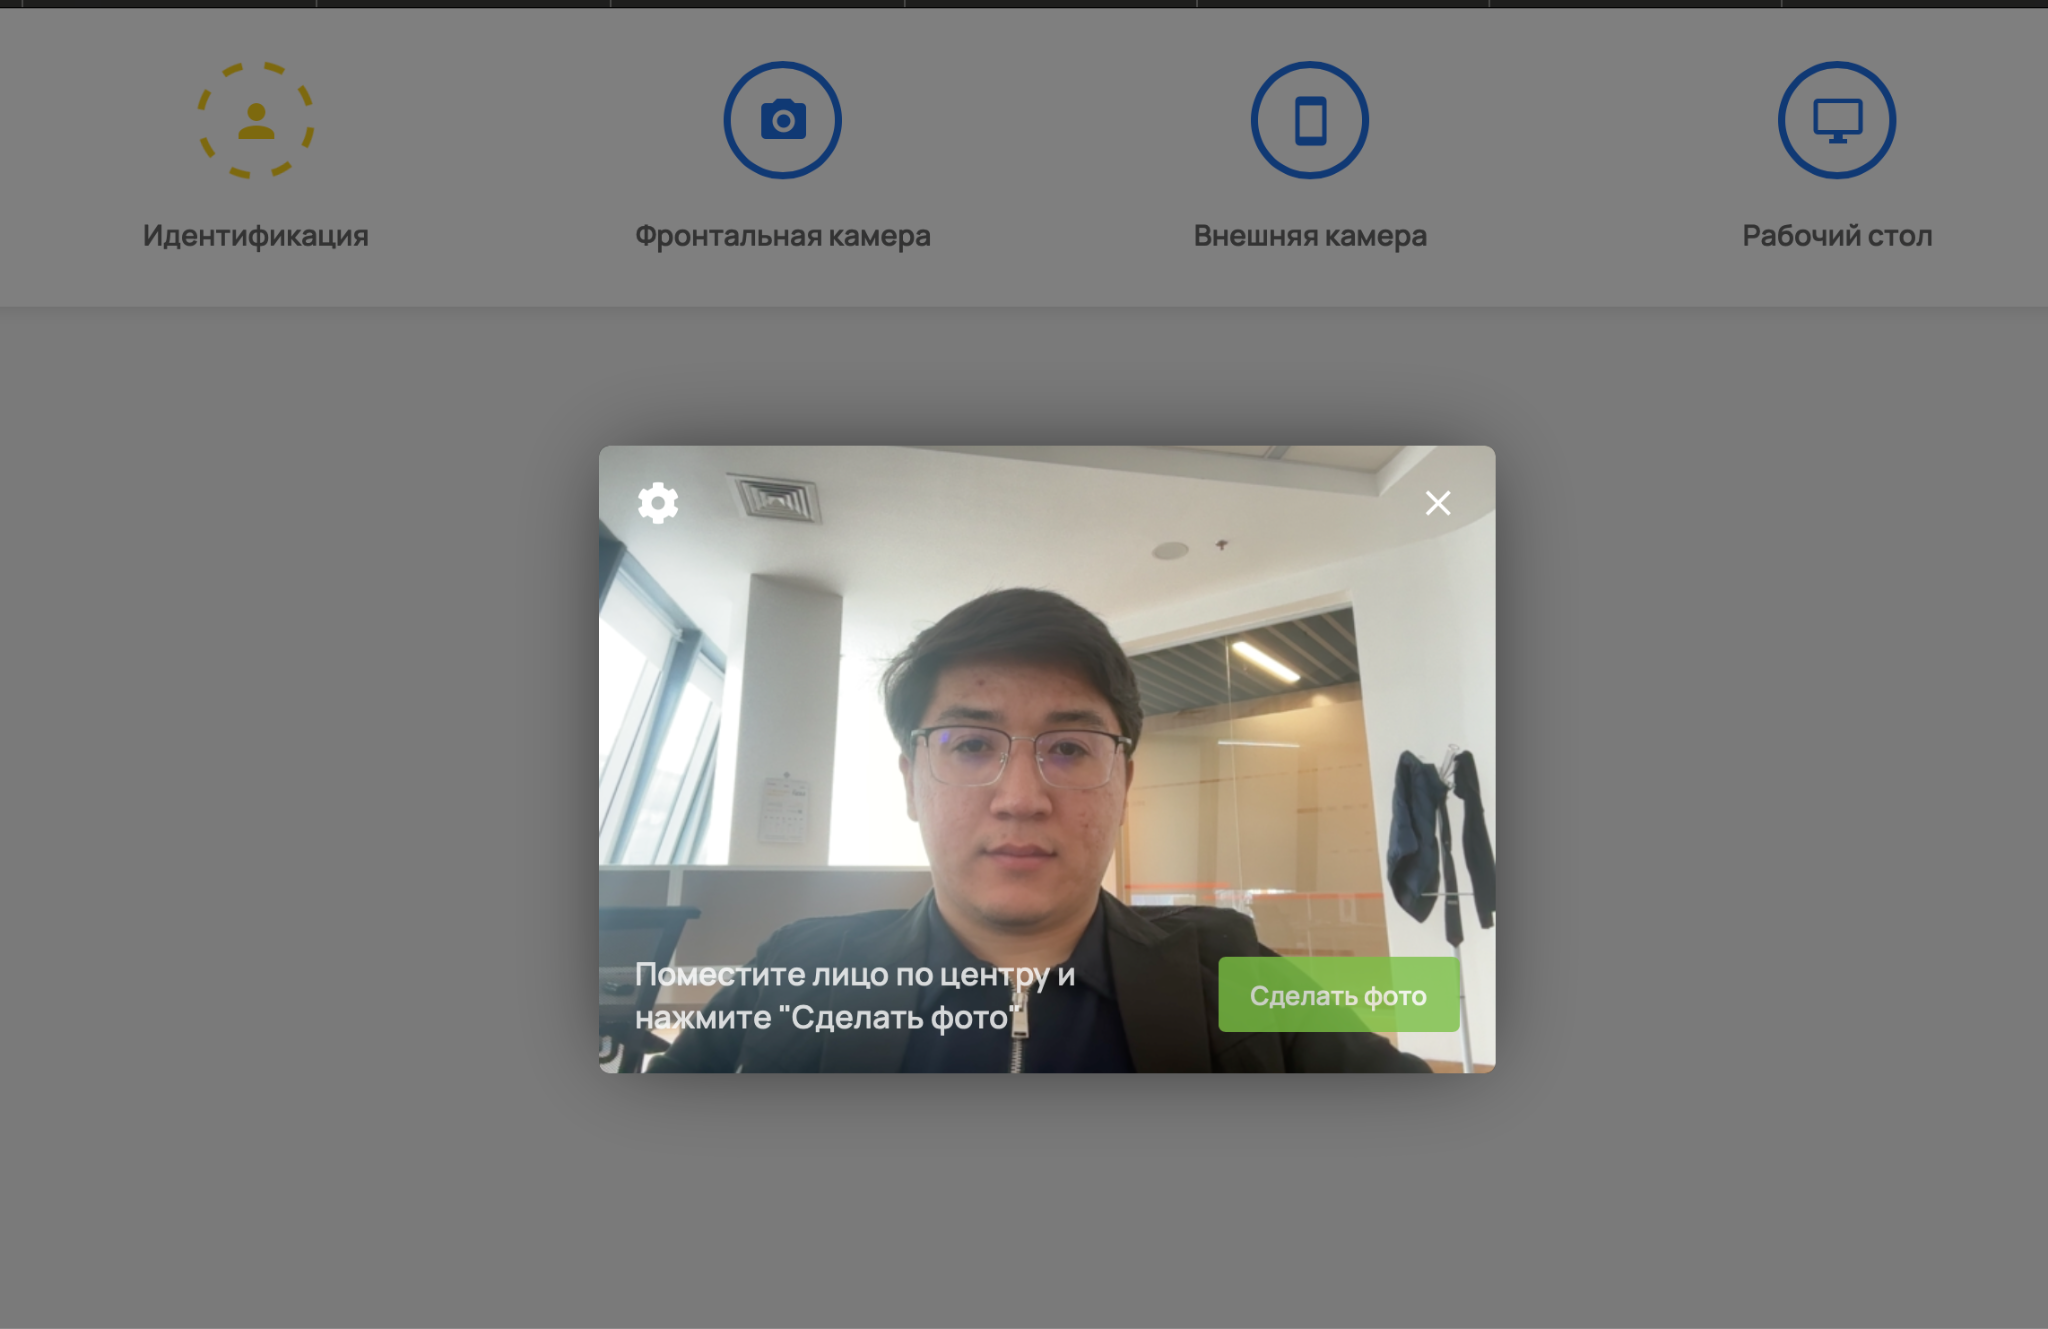 Идентификация
Фронтальная камера
Внешняя камера
Рабочий стол
Поместите лицо по центру и
нажмите "Сделать фото"
Сделать фото